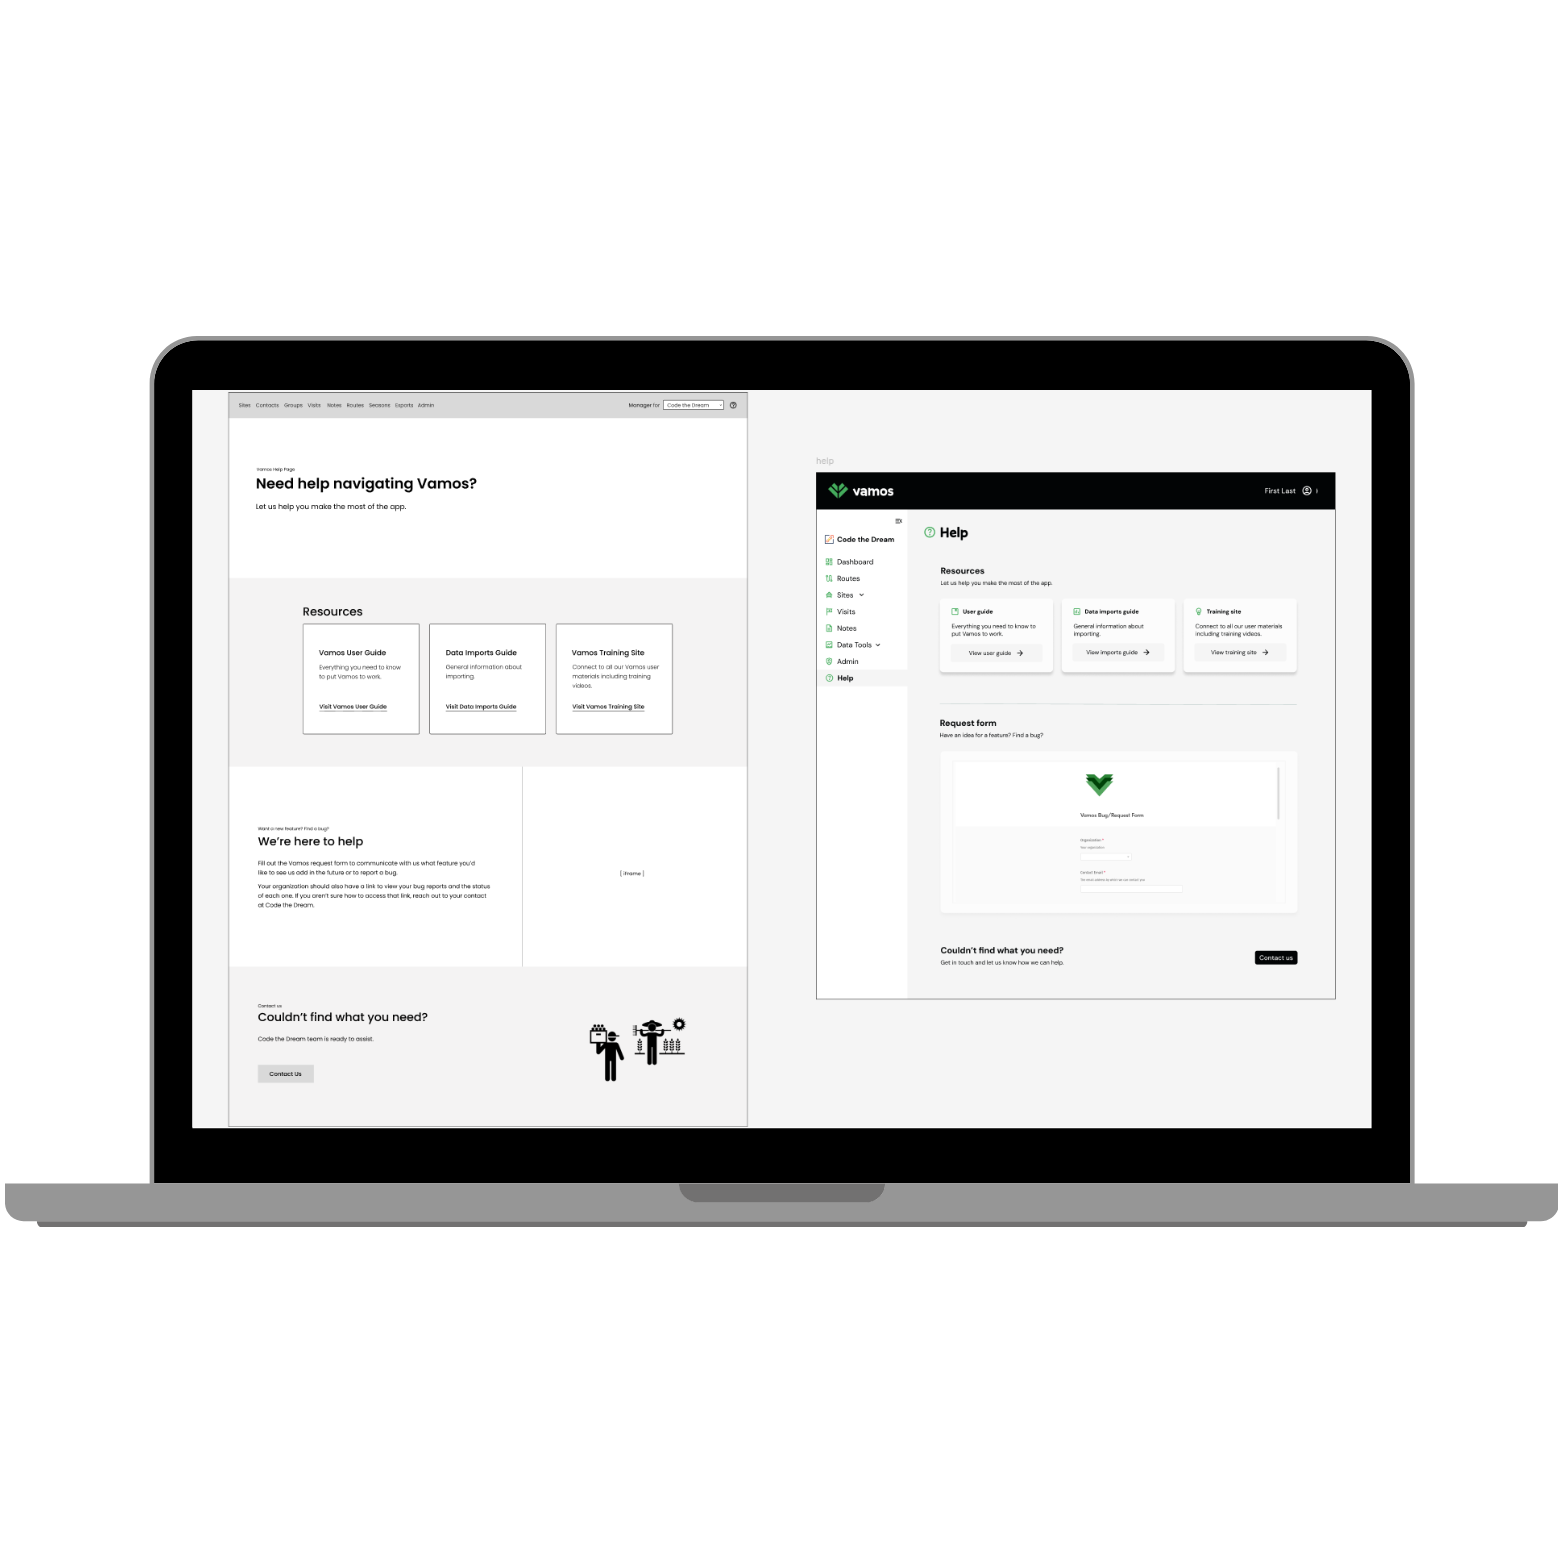 Sites Contacts Groups Visits Notes Routes Seasons Exports Admin
Manager for Code the Dream
Vamos Help Page
Need help navigating Vamos?
Let us help you make the most of the app.
Resources
Vamos User Guide
Everything you need to know
to put Vamos to work.
Visit Vamos User Guide
Data Imports Guide
General information about
importing.
Visit Data Imports Guide
Vamos Training Site
Connect to all our Vamos user
materials including training
videos.
Visit Vamos Training Site
Want a new feature? Find a bug?
We're here to help
Fill out the Vamos request form to communicate with us what feature you'd
like to see us add in the future or to report a bug.
Your organization should also have a link to view your bug reports and the status
of each one. If you aren't sure how to access that link, reach out to your contact
at Code the Dream.
[ iframe ]
Contact us
Couldn't find what you need?
Code the Dream team is ready to assist.
Contact Us
help
vamos
First Last
Code the Dream
Dashboard
Routes
Sites
Visits
Notes
Data Tools
Admin
Help
Help
Resources
Let us help you make the most of the app.
User guide
Everything you need to know to
put Vamos to work.
View user guide
Data imports guide
General information about
importing.
View imports guide
Training site
Connect to all our user materials
including training videos.
View training site
Request form
Have an idea for a feature? Find a bug?
Vamos Bug/Request Form
Organization *
Your organization
Contact Email *
Couldn't find what you need?
Get in touch and let us know how we can help.
Contact us